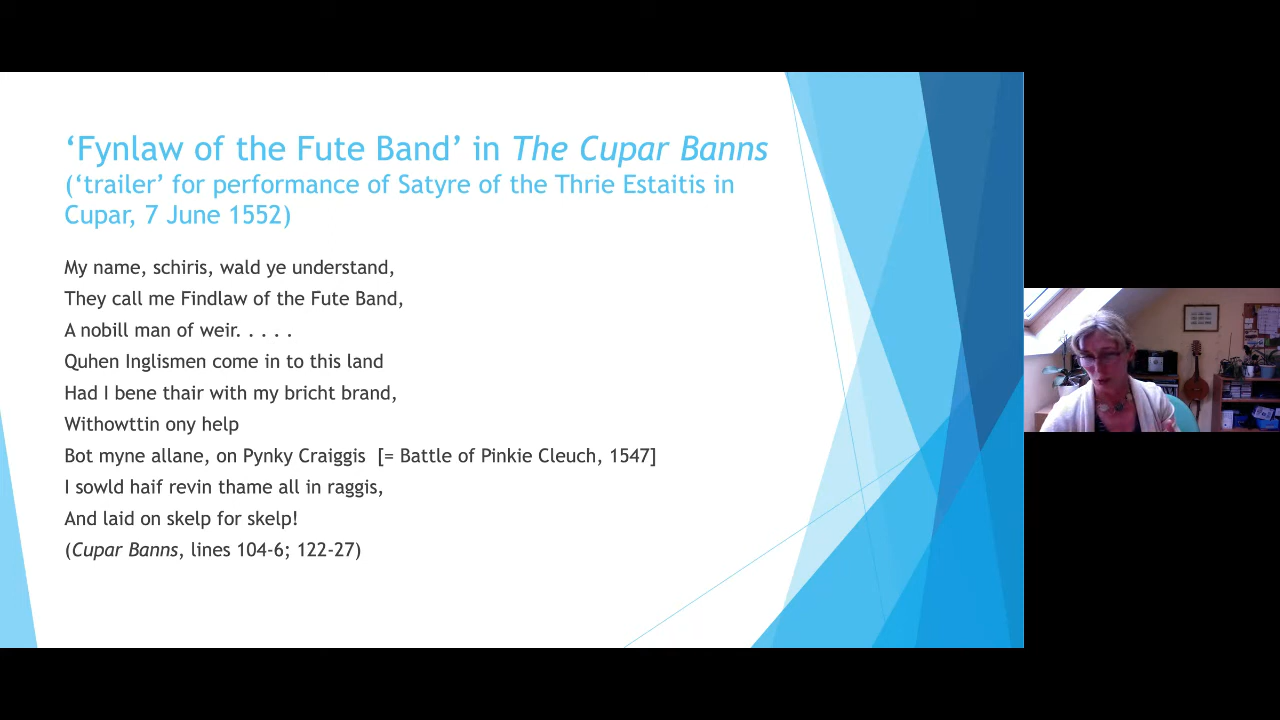 ‘Fynlaw of the Fute Band’ in The Cupar Banns
(‘trailer’ for performance of Satyre of the Thrie Estaitis in
Cupar, 7 June 1552)
My name, schiris, wald ye understand,
They call me Findlaw of the Fute Band,
A nobill man of weir. . . . .
Quhen Inglismen come in to this land
Had I bene thair with my bricht brand,
Withowttin ony help
Bot myne allane, on Pynky Craiggis [= Battle of Pinkie Cleuch, 1547]
I sowld haif revin thame all in raggis,
And laid on skelp for skelp!
(Cupar Banns, lines 104-6; 122-27)